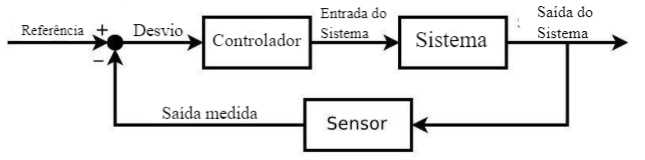 Referência
+
Desvio
Controlador
Entrada do
Sistema
Sistema
Saída do
Sistema
−
Saída medida
Sensor